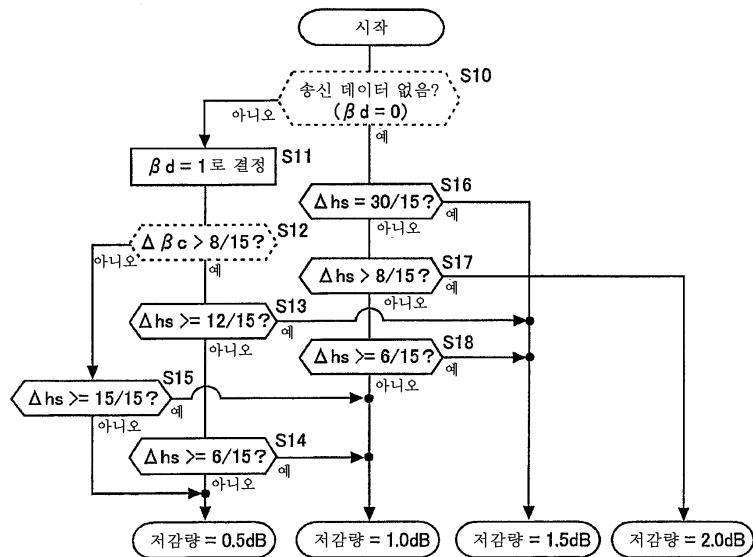 시작
S10
송신 데이터 없음?
(βd=0)
아니오
예
S11
βd=1로 결정
S16
Δhs=30/15?
예
아니오
S12
Δβc>8/15?
아니오
예
S17
Δhs>8/15?
예
아니오
S13
Δhs>=12/15?
예
아니오
S18
Δhs>=6/15?
예
아니오
S15
Δhs>=15/15?
예
아니오
S14
Δhs>=6/15?
예
아니오
저감량=0.5dB
저감량=1.0dB
저감량=1.5dB
저감량=2.0dB